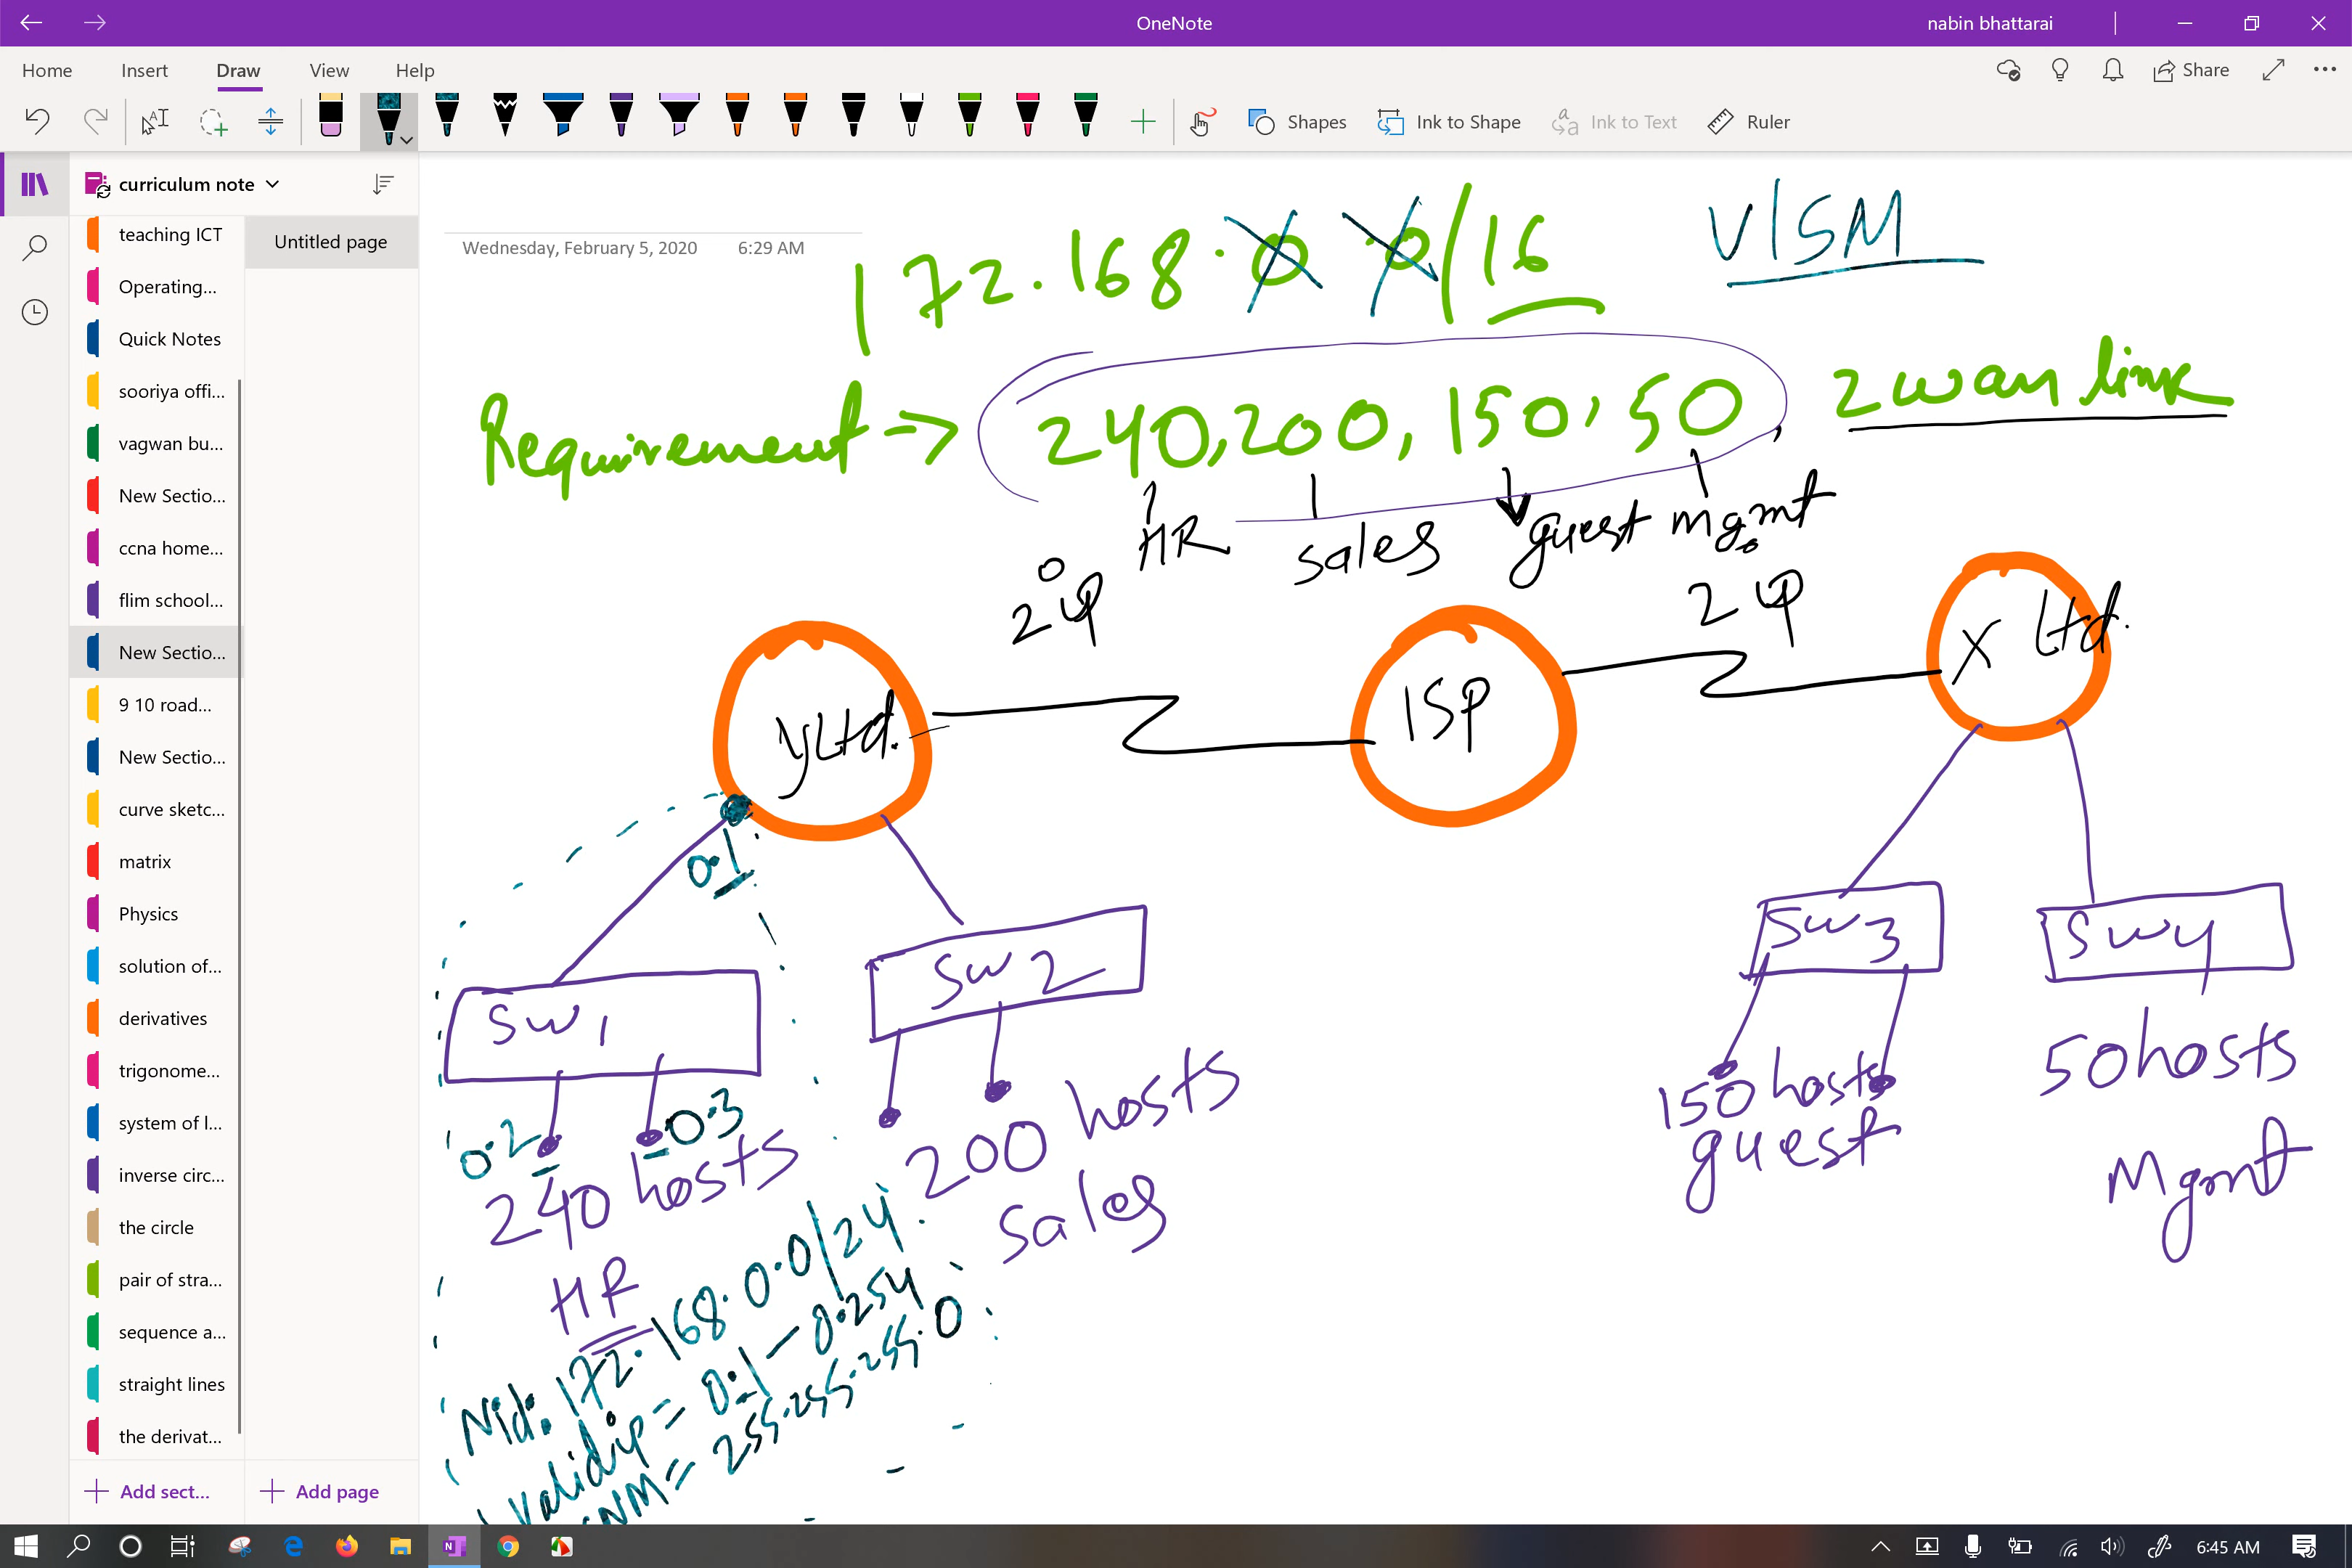 OneNote
nabin bhattarai
Home Insert Draw View Help
Share
Shapes Ink to Shape Ink to Text Ruler
curriculum note
teaching ICT
Operating...
Quick Notes
sooriya offi...
vagwan bu...
New Sectio...
ccna home...
flim school...
New Sectio...
9 10 road...
New Sectio...
curve sketc...
matrix
Physics
solution of...
derivatives
trigonome...
system of l...
inverse circ...
the circle
pair of stra...
sequence a...
straight lines
the derivat...
Add sect...
Untitled page
Add page
Wednesday, February 5, 2020 6:29 AM
172.168.0.0/16
VlSM
Requirement -> 240,200,150,50, 2 wan link
HR sales guest mgmt
2 ip 2 ip
y Ltd. ISP X Ltd.
0.1
SW1 SW2 SW3 SW4
0.2 0.3
240 hosts
HR
200 hosts
sales
150 hosts
guest
50 hosts
Mgmt
Nid. 172.168.0.0/24
Valid ip = 0.1 - 0.254
= 255.255.255.0
6:45 AM